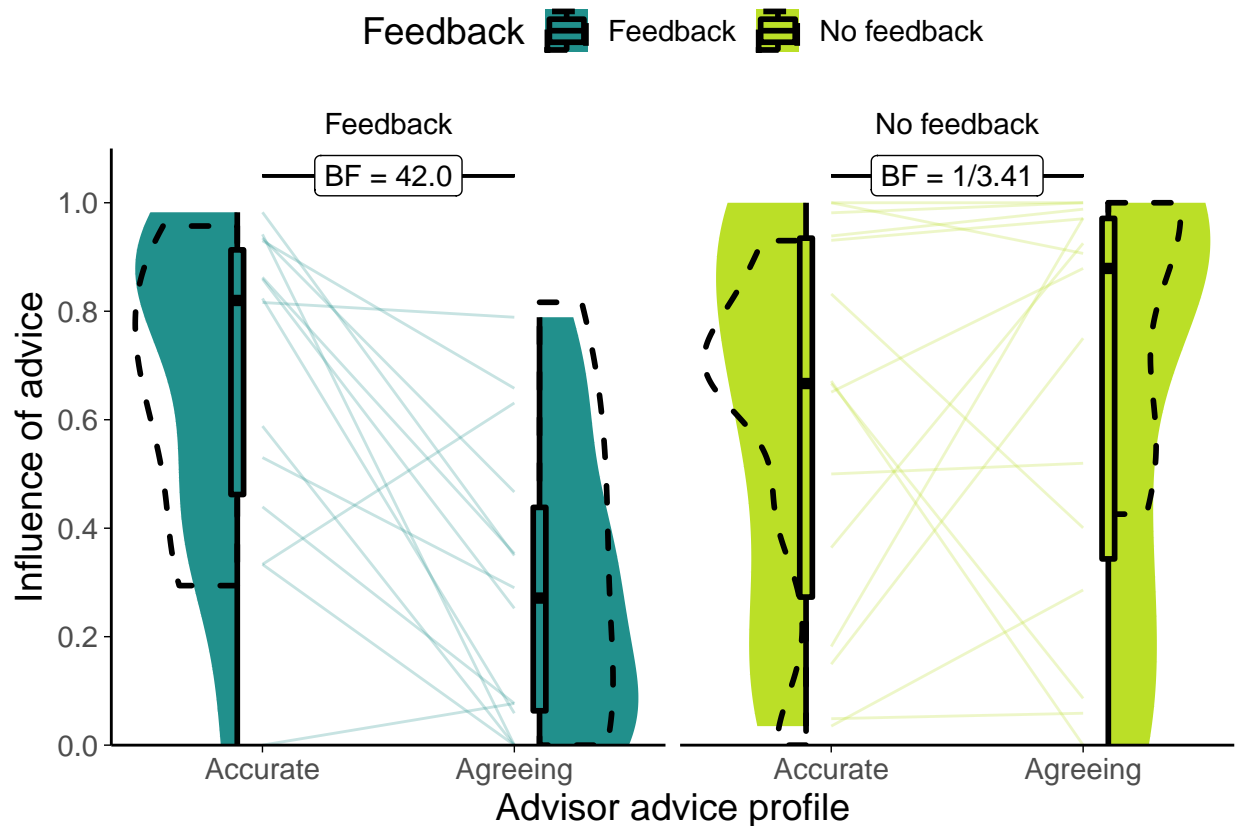 Feedback Feedback No feedback
Feedback No feedback
BF = 42.0 BF = 1/3.41
1.0
0.8
0.6
0.4
0.2
0.0
Influence of advice
Accurate Agreeing Accurate Agreeing
Advisor advice profile